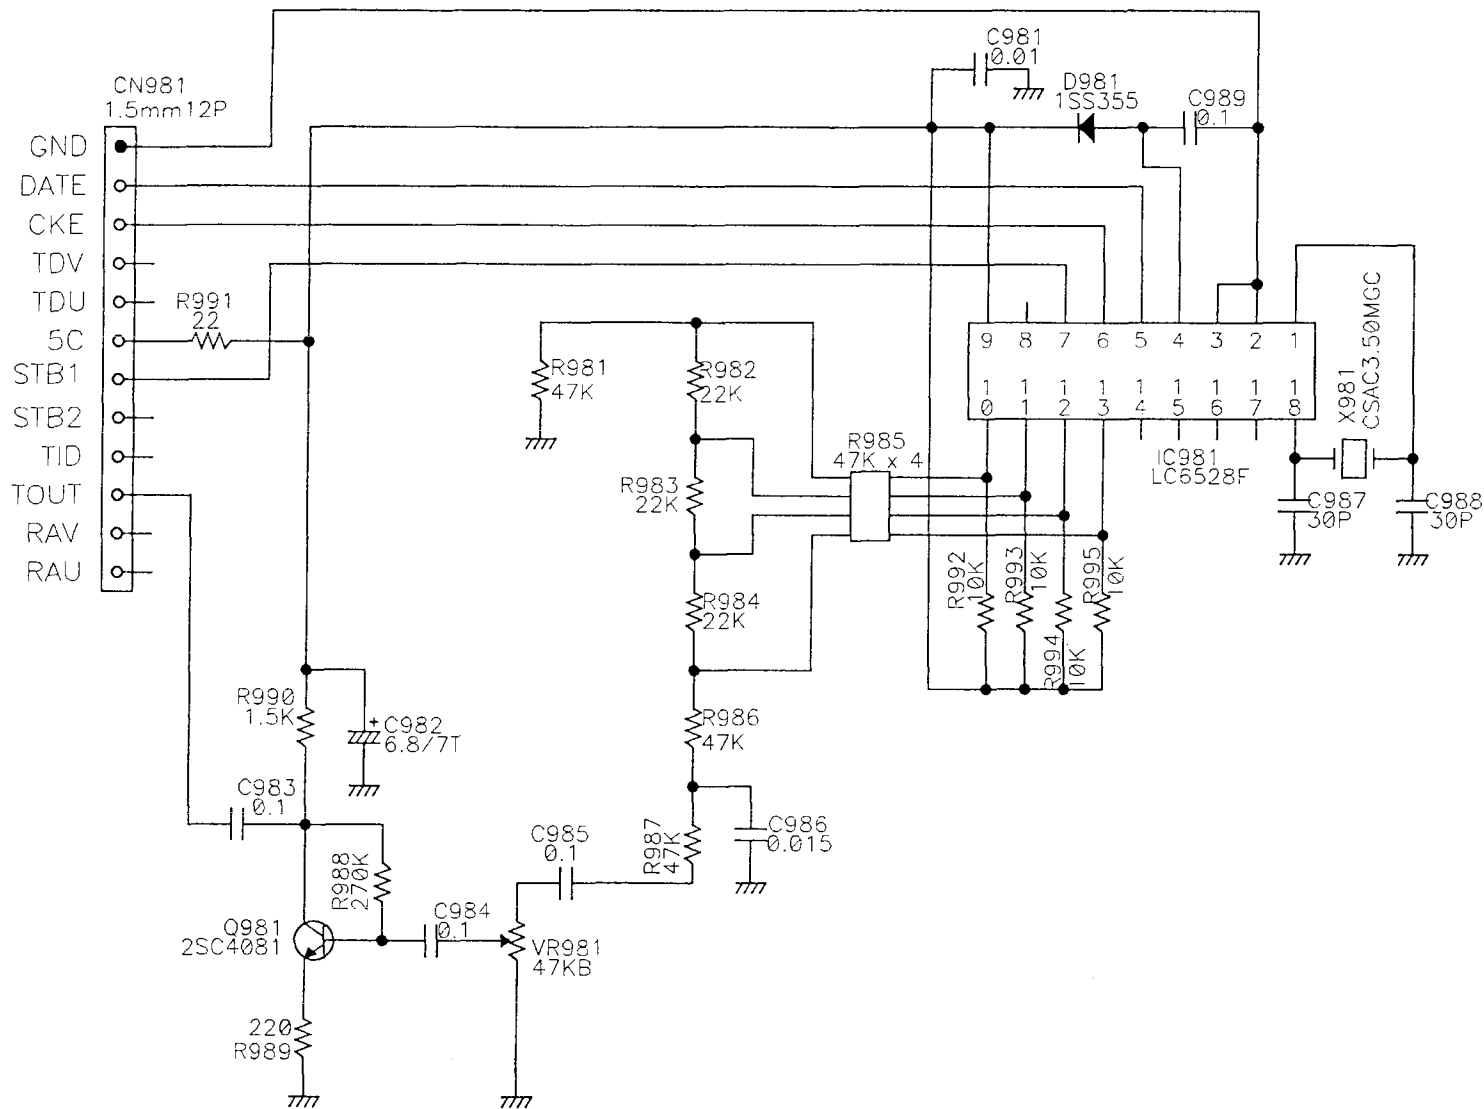 C981
0.01
D981
1SS355
C989
0.1
CN981
1.5mm12P
GND
DATE
CKE
TDV
TDU
5C
STB1
STB2
TID
TOUT
RAV
RAU
R991
22
R981
47K
R982
22K
R983
22K
R984
22K
R985
47K x 4
R986
47K
9 8 7 6 5 4 3 2 1
10 11 12 13 14 15 16 17 18
IC981
LC6528F
X981
CSAC3.50MGC
C987
30P
C988
30P
R992
10K
R993
10K
R994
10K
R995
10K
R990
1.5K
+
C982
6.8/7T
C983
0.1
R988
270K
C985
0.1
R987
47K
C986
0.015
Q981
2SC4081
C984
0.1
VR981
47KB
220
R989